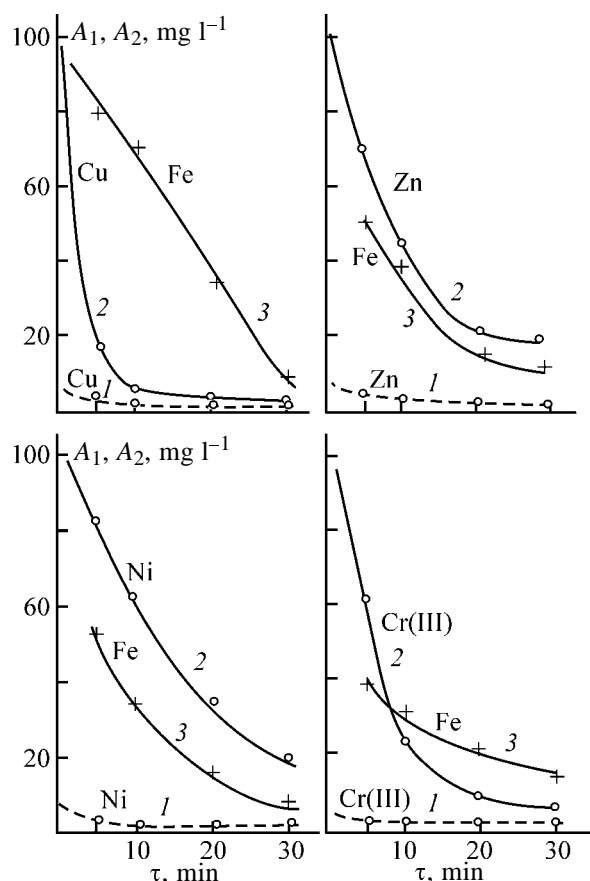 A₁, A₂, mg l⁻¹
100
60
20
Cu
Fe
2
3
Cu
1
Zn
Fe
2
3
Zn
1
A₁, A₂, mg l⁻¹
100
60
20
Ni
Fe
2
3
Ni
1
10 20 30
τ, min
Cr(III)
2
Fe
3
Cr(III)
1
10 20 30
τ, min